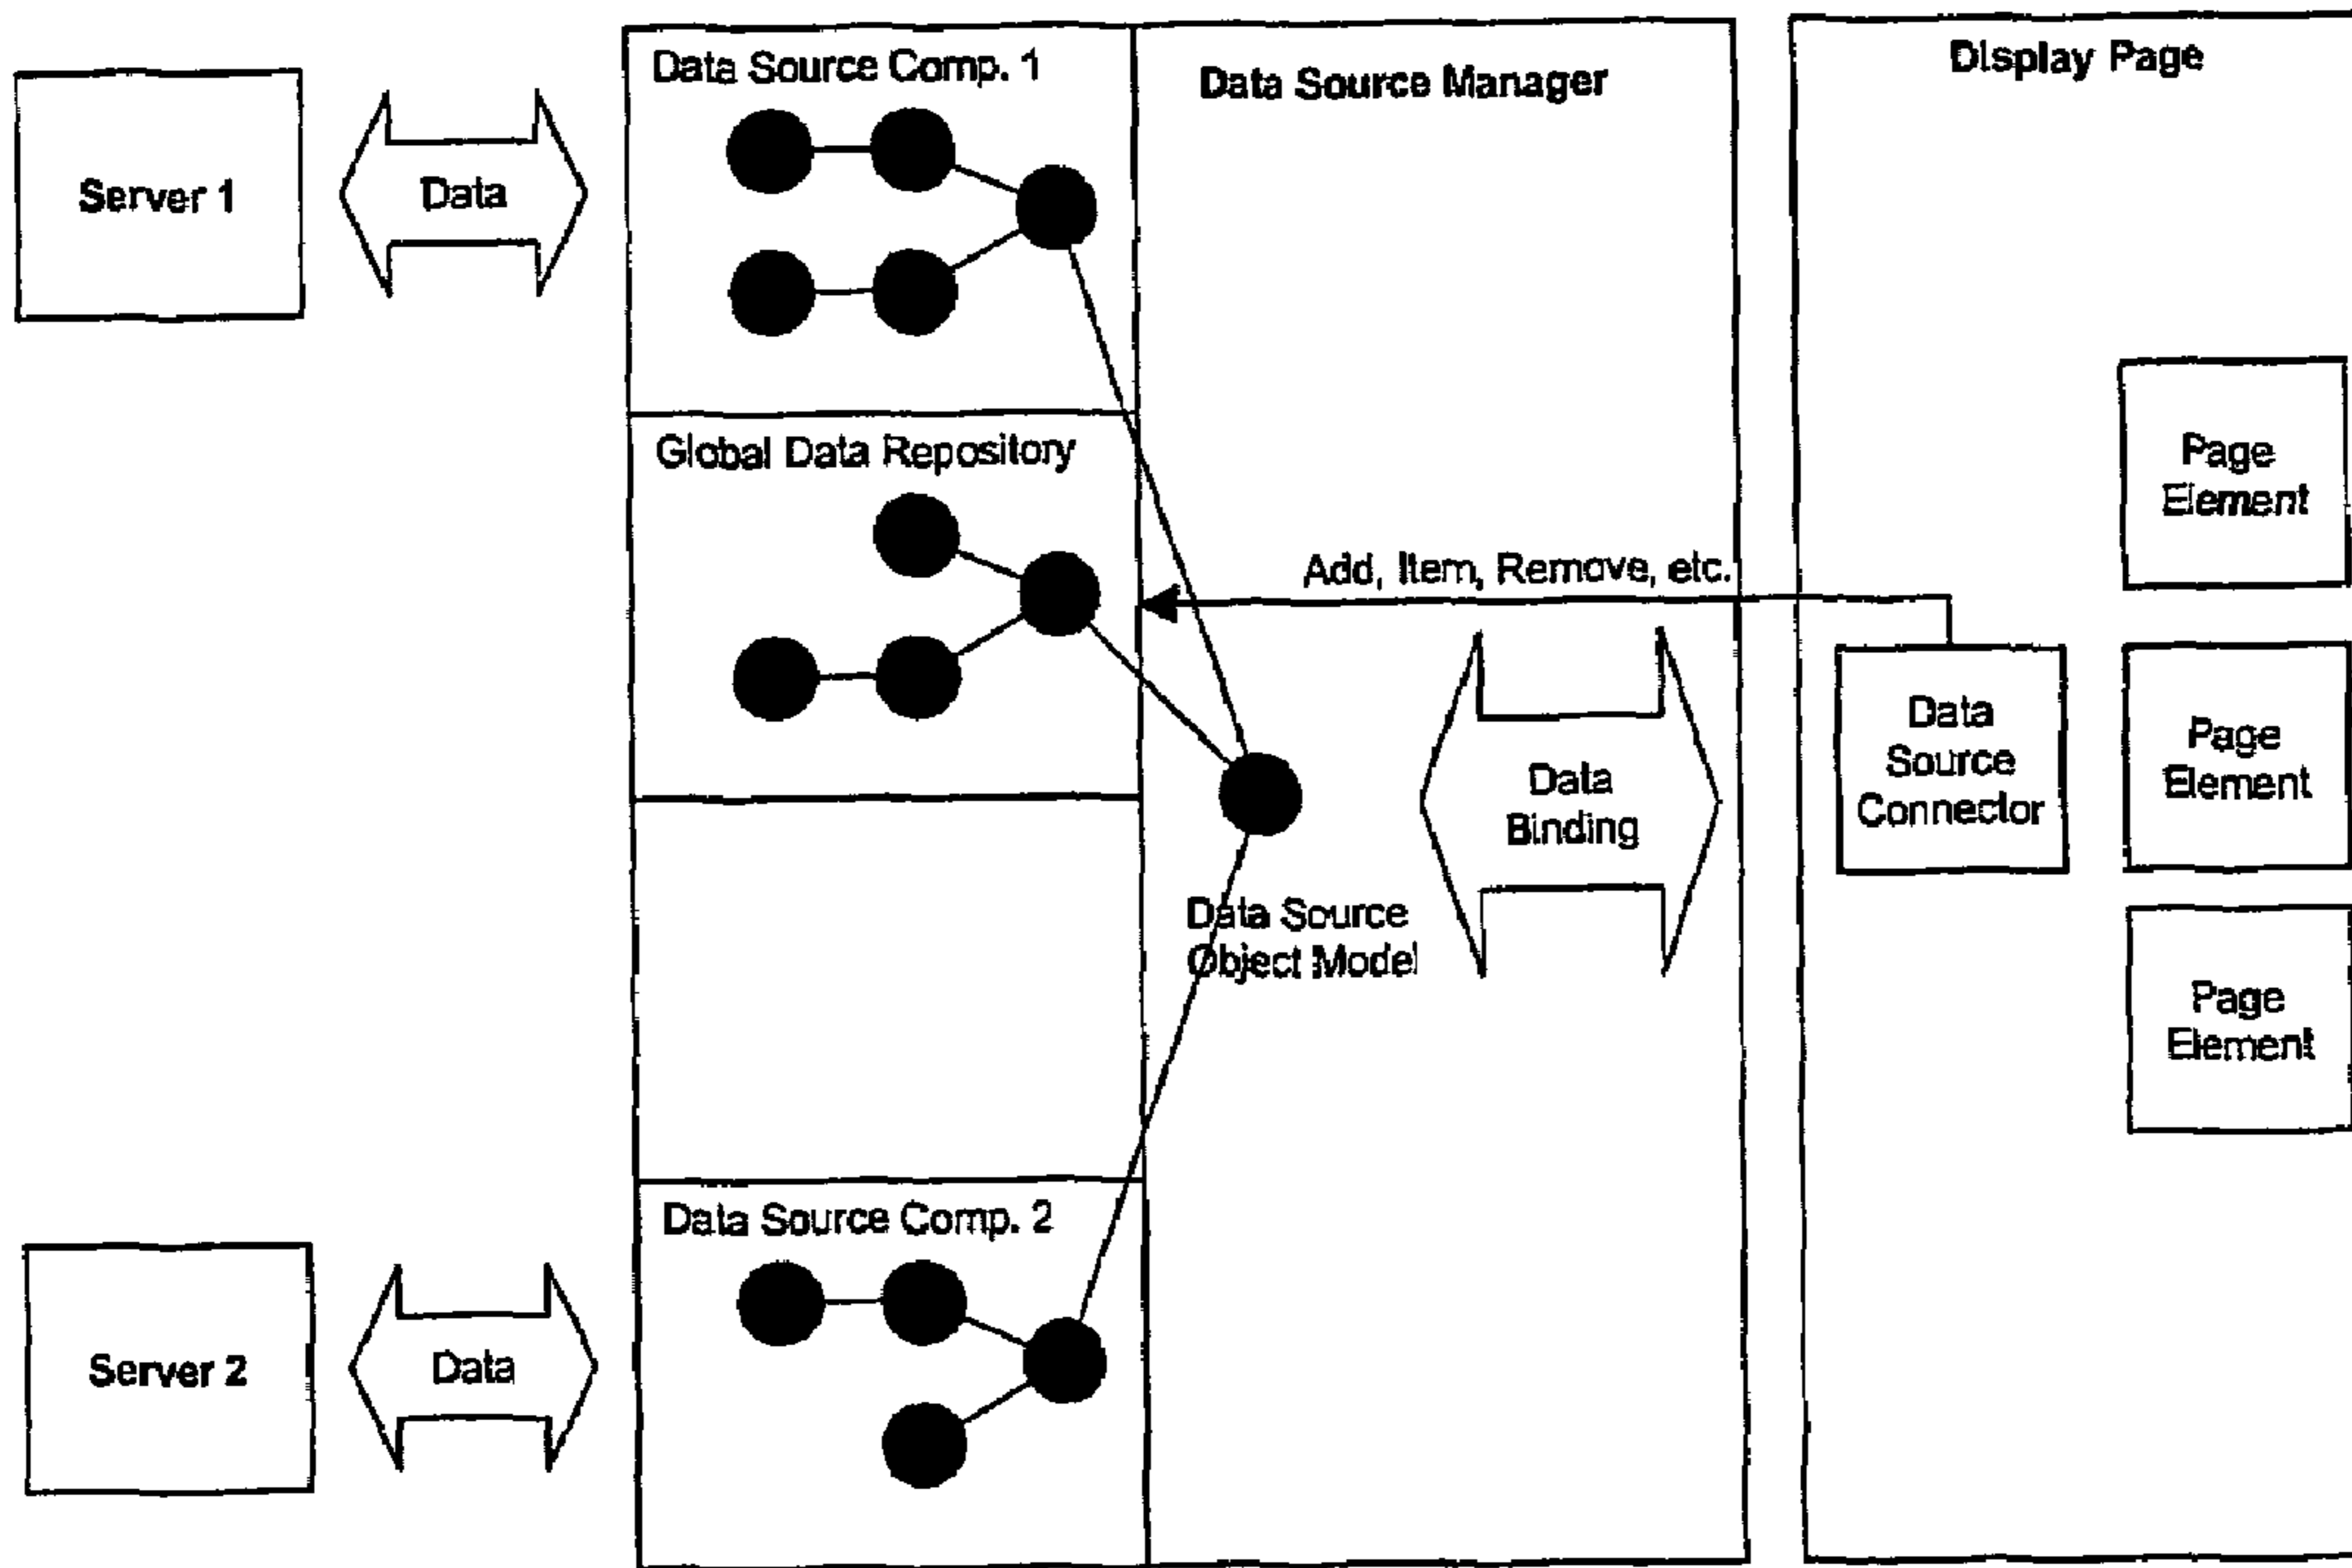 Data Source Comp. 1
Data Source Manager
Display Page
Server 1
Data
Global Data Repository
Page
Element
Add, Item, Remove, etc.
Data
Source
Connector
Page
Element
Data
Binding
Data Source
Object Model
Page
Element
Data Source Comp. 2
Server 2
Data